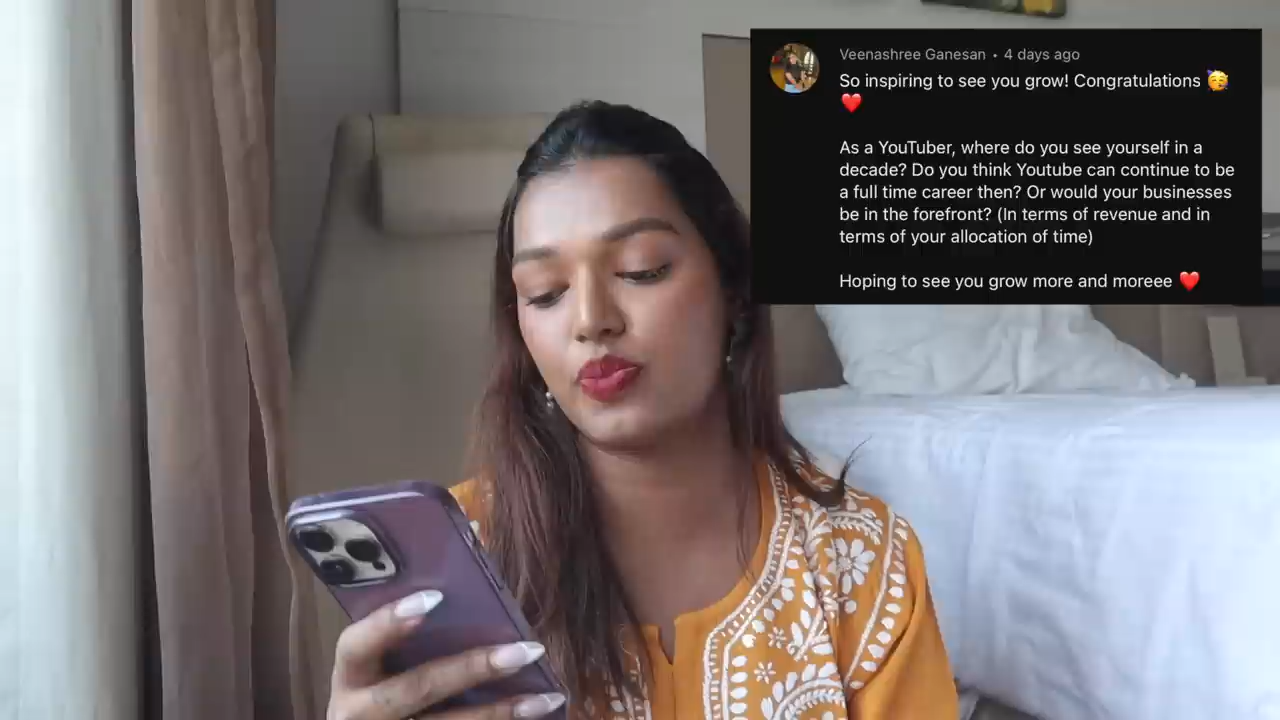 Veenashree Ganesan • 4 days ago
So inspiring to see you grow! Congratulations 🥳
❤️
As a YouTuber, where do you see yourself in a
decade? Do you think Youtube can continue to be
a full time career then? Or would your businesses
be in the forefront? (In terms of revenue and in
terms of your allocation of time)
Hoping to see you grow more and moreee ❤️